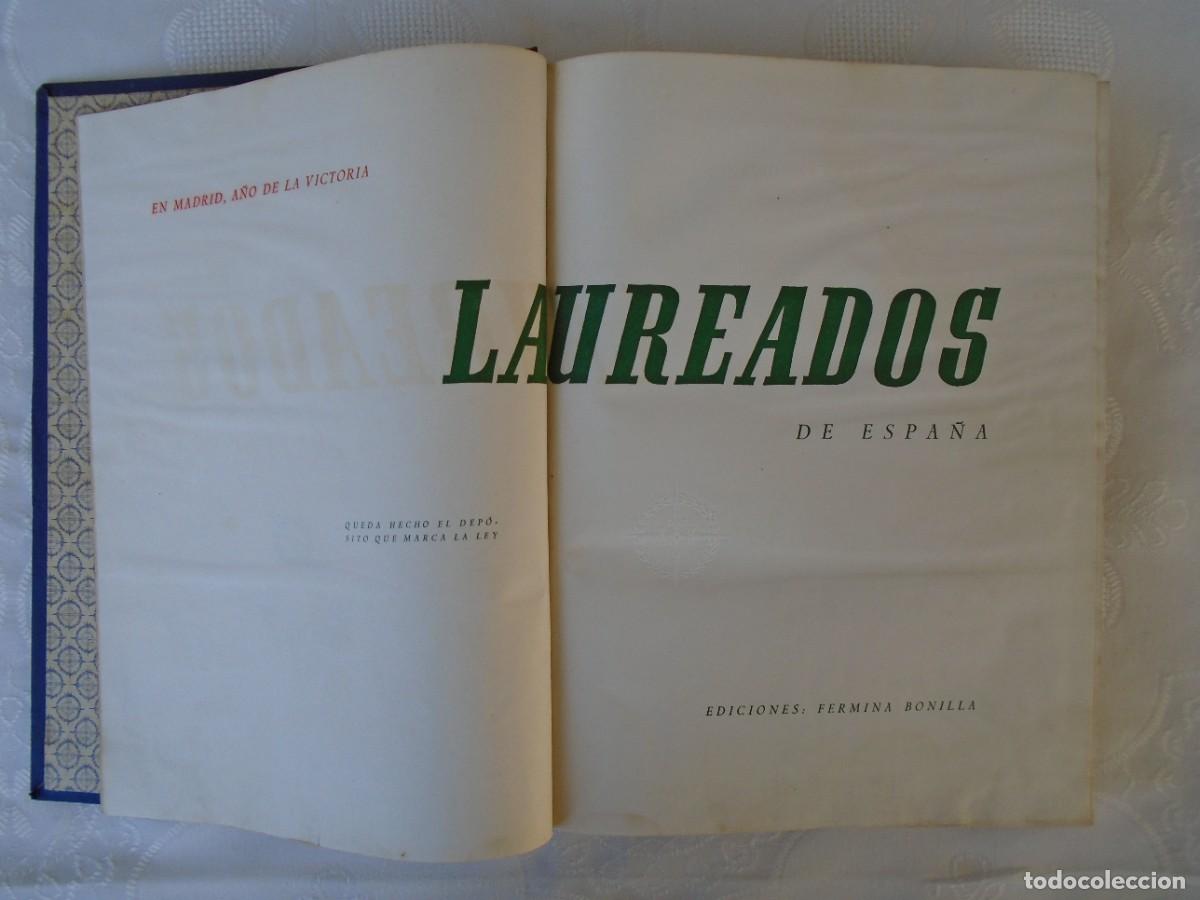 EN MADRID, AÑO DE LA VICTORIA
QUEDA HECHO EL DEPÓ-
SITO QUE MARCA LA LEY
LAUREADOS
DE ESPAÑA
EDICIONES: FERMINA BONILLA
todocoleccion